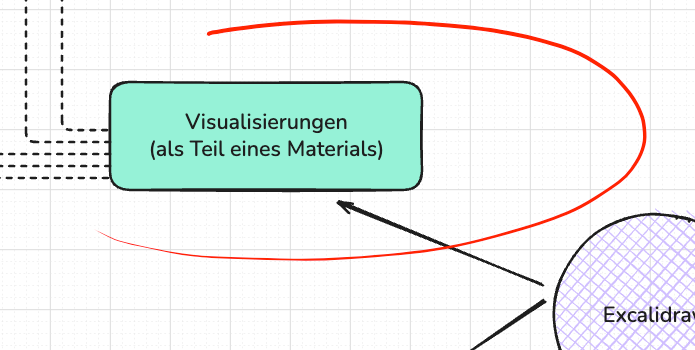 Visualisierungen
(als Teil eines Materials)